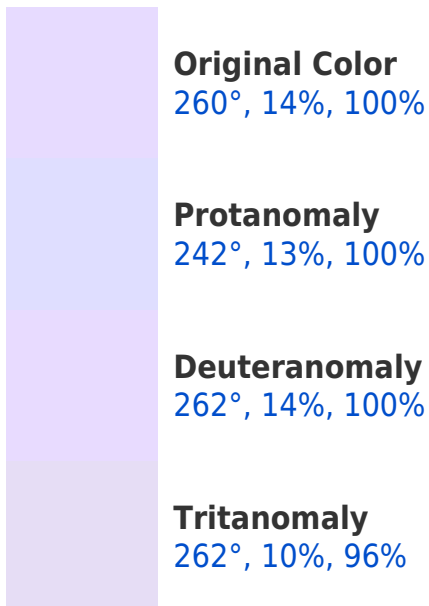 Original Color
260°, 14%, 100%
Protanomaly
242°, 13%, 100%
Deuteranomaly
262°, 14%, 100%
Tritanomaly
262°, 10%, 96%